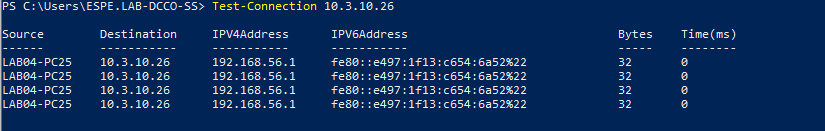 PS C:\Users\ESPE.LAB-DCCO-SS> Test-Connection 10.3.10.26
Source Destination IPV4Address IPV6Address Bytes Time(ms)
------ ----------- ----------- ----------- ----- --------
LAB04-PC25 10.3.10.26 192.168.56.1 fe80::e497:1f13:c654:6a52%22 32 0
LAB04-PC25 10.3.10.26 192.168.56.1 fe80::e497:1f13:c654:6a52%22 32 0
LAB04-PC25 10.3.10.26 192.168.56.1 fe80::e497:1f13:c654:6a52%22 32 0
LAB04-PC25 10.3.10.26 192.168.56.1 fe80::e497:1f13:c654:6a52%22 32 0